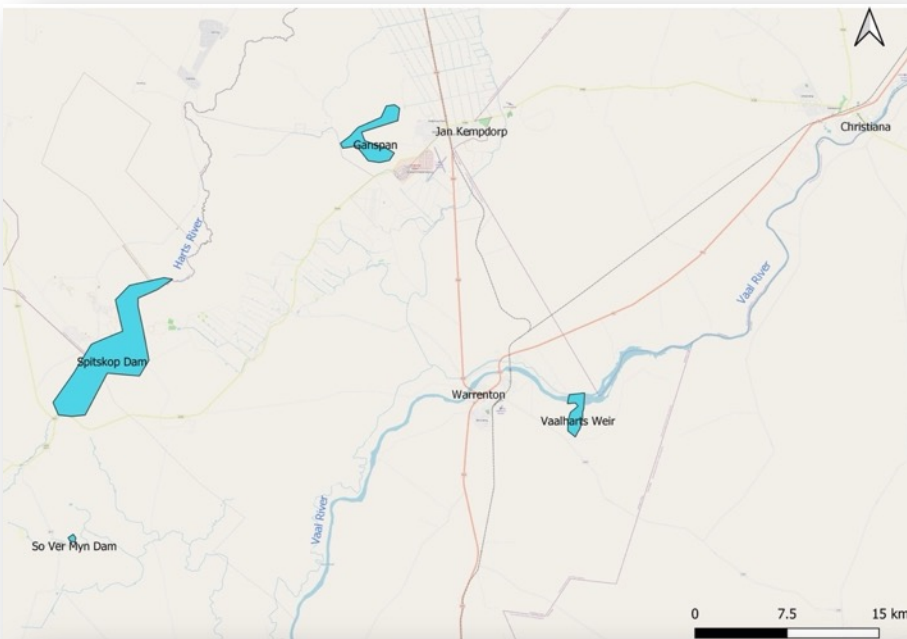 Jan Kempdorp
Christiana
Ganspan
Harts River
Vaal River
Spitskop Dam
Warrenton
Vaalharts Weir
Vaal River
So Ver Myn Dam
0 7.5 15 km